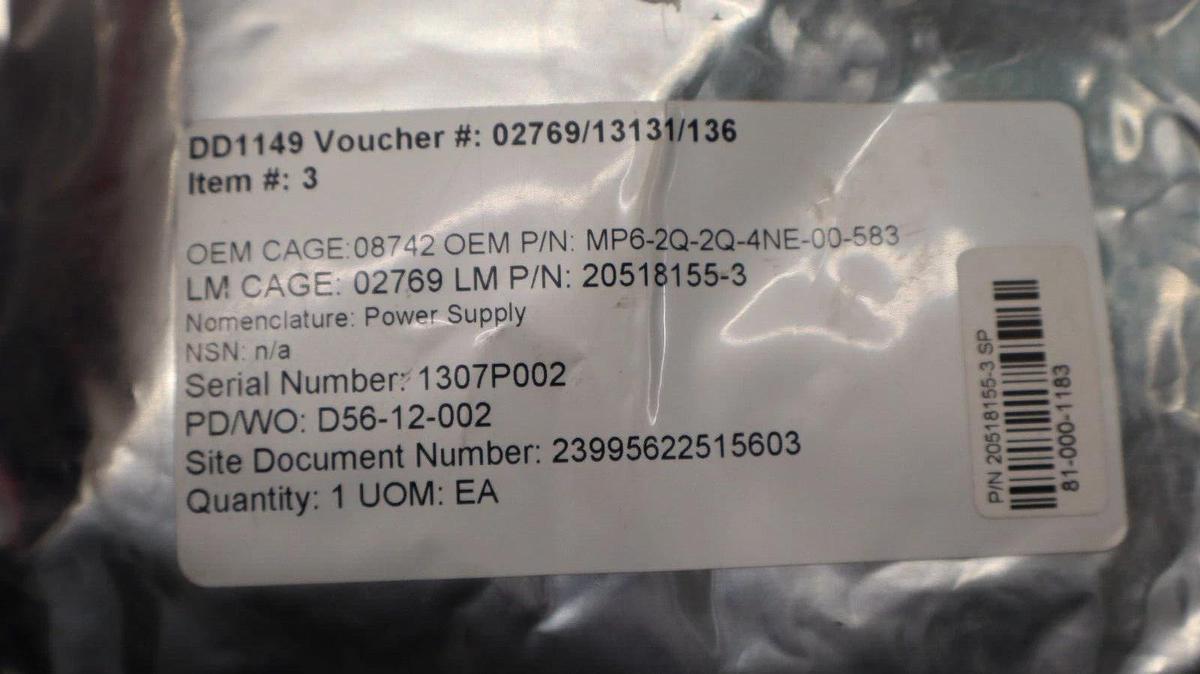 DD1149 Voucher #: 02769/13131/136
Item #: 3
OEM CAGE:08742 OEM P/N: MP6-2Q-2Q-4NE-00-583
LM CAGE: 02769 LM P/N: 20518155-3
Nomenclature: Power Supply
NSN: n/a
Serial Number: 1307P002
PD/WO: D56-12-002
Site Document Number: 23995622515603
Quantity: 1 UOM: EA
P/N 20518155-3 SP
81-000-1183